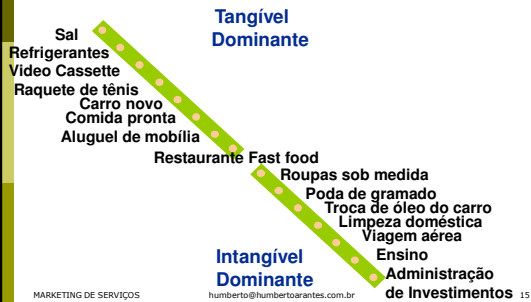 Tangível
Dominante
Sal
Refrigerantes
Video Cassette
Raquete de tênis
Carro novo
Comida pronta
Aluguel de mobília
Restaurante Fast food
Roupas sob medida
Poda de gramado
Troca de óleo do carro
Limpeza doméstica
Viagem aérea
Ensino
Administração
de Investimentos
Intangível
Dominante
MARKETING DE SERVIÇOS
humberto@humbertoarantes.com.br
15